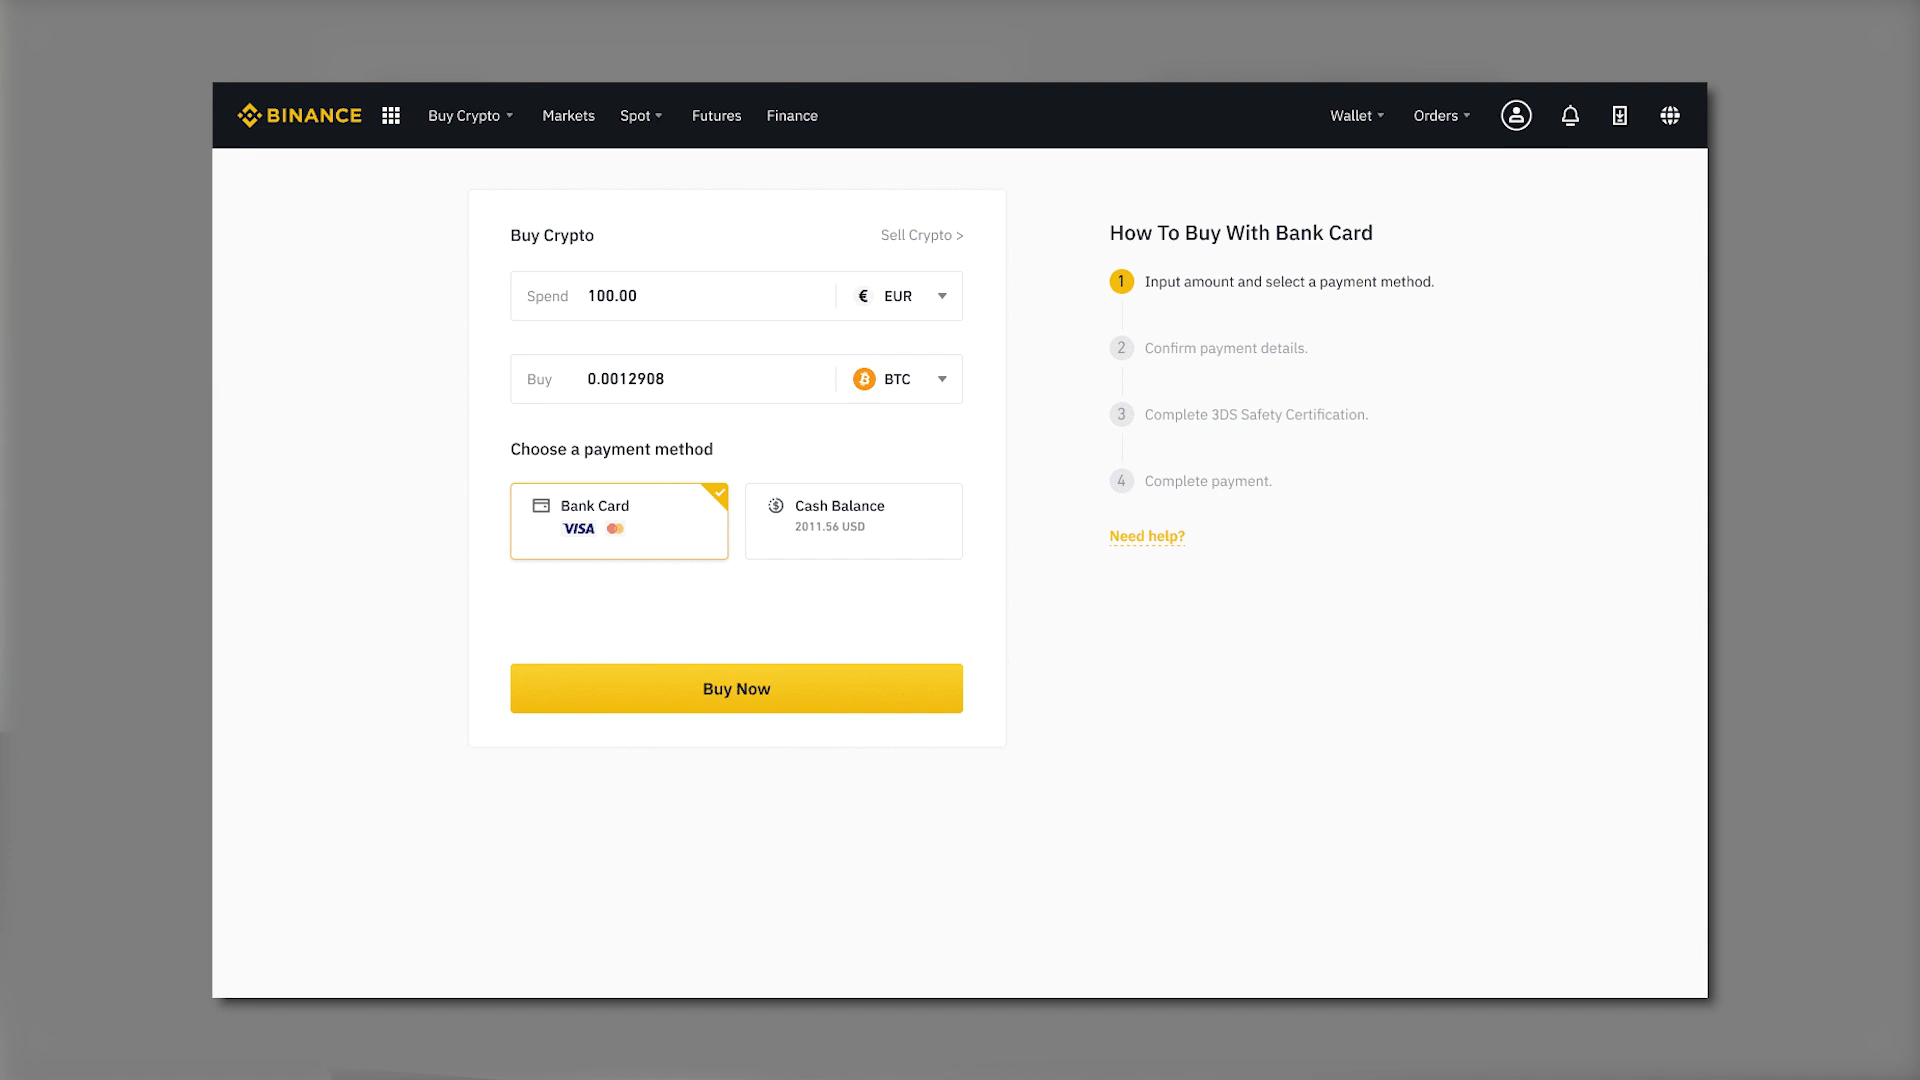 BINANCE
Buy Crypto
Markets
Spot
Futures
Finance
Wallet
Orders
Buy Crypto
Sell Crypto >
Spend 100.00 € EUR
Buy 0.0012908 BTC
Choose a payment method
Bank Card
VISA
Cash Balance
2011.56 USD
Buy Now
How To Buy With Bank Card
1 Input amount and select a payment method.
2 Confirm payment details.
3 Complete 3DS Safety Certification.
4 Complete payment.
Need help?